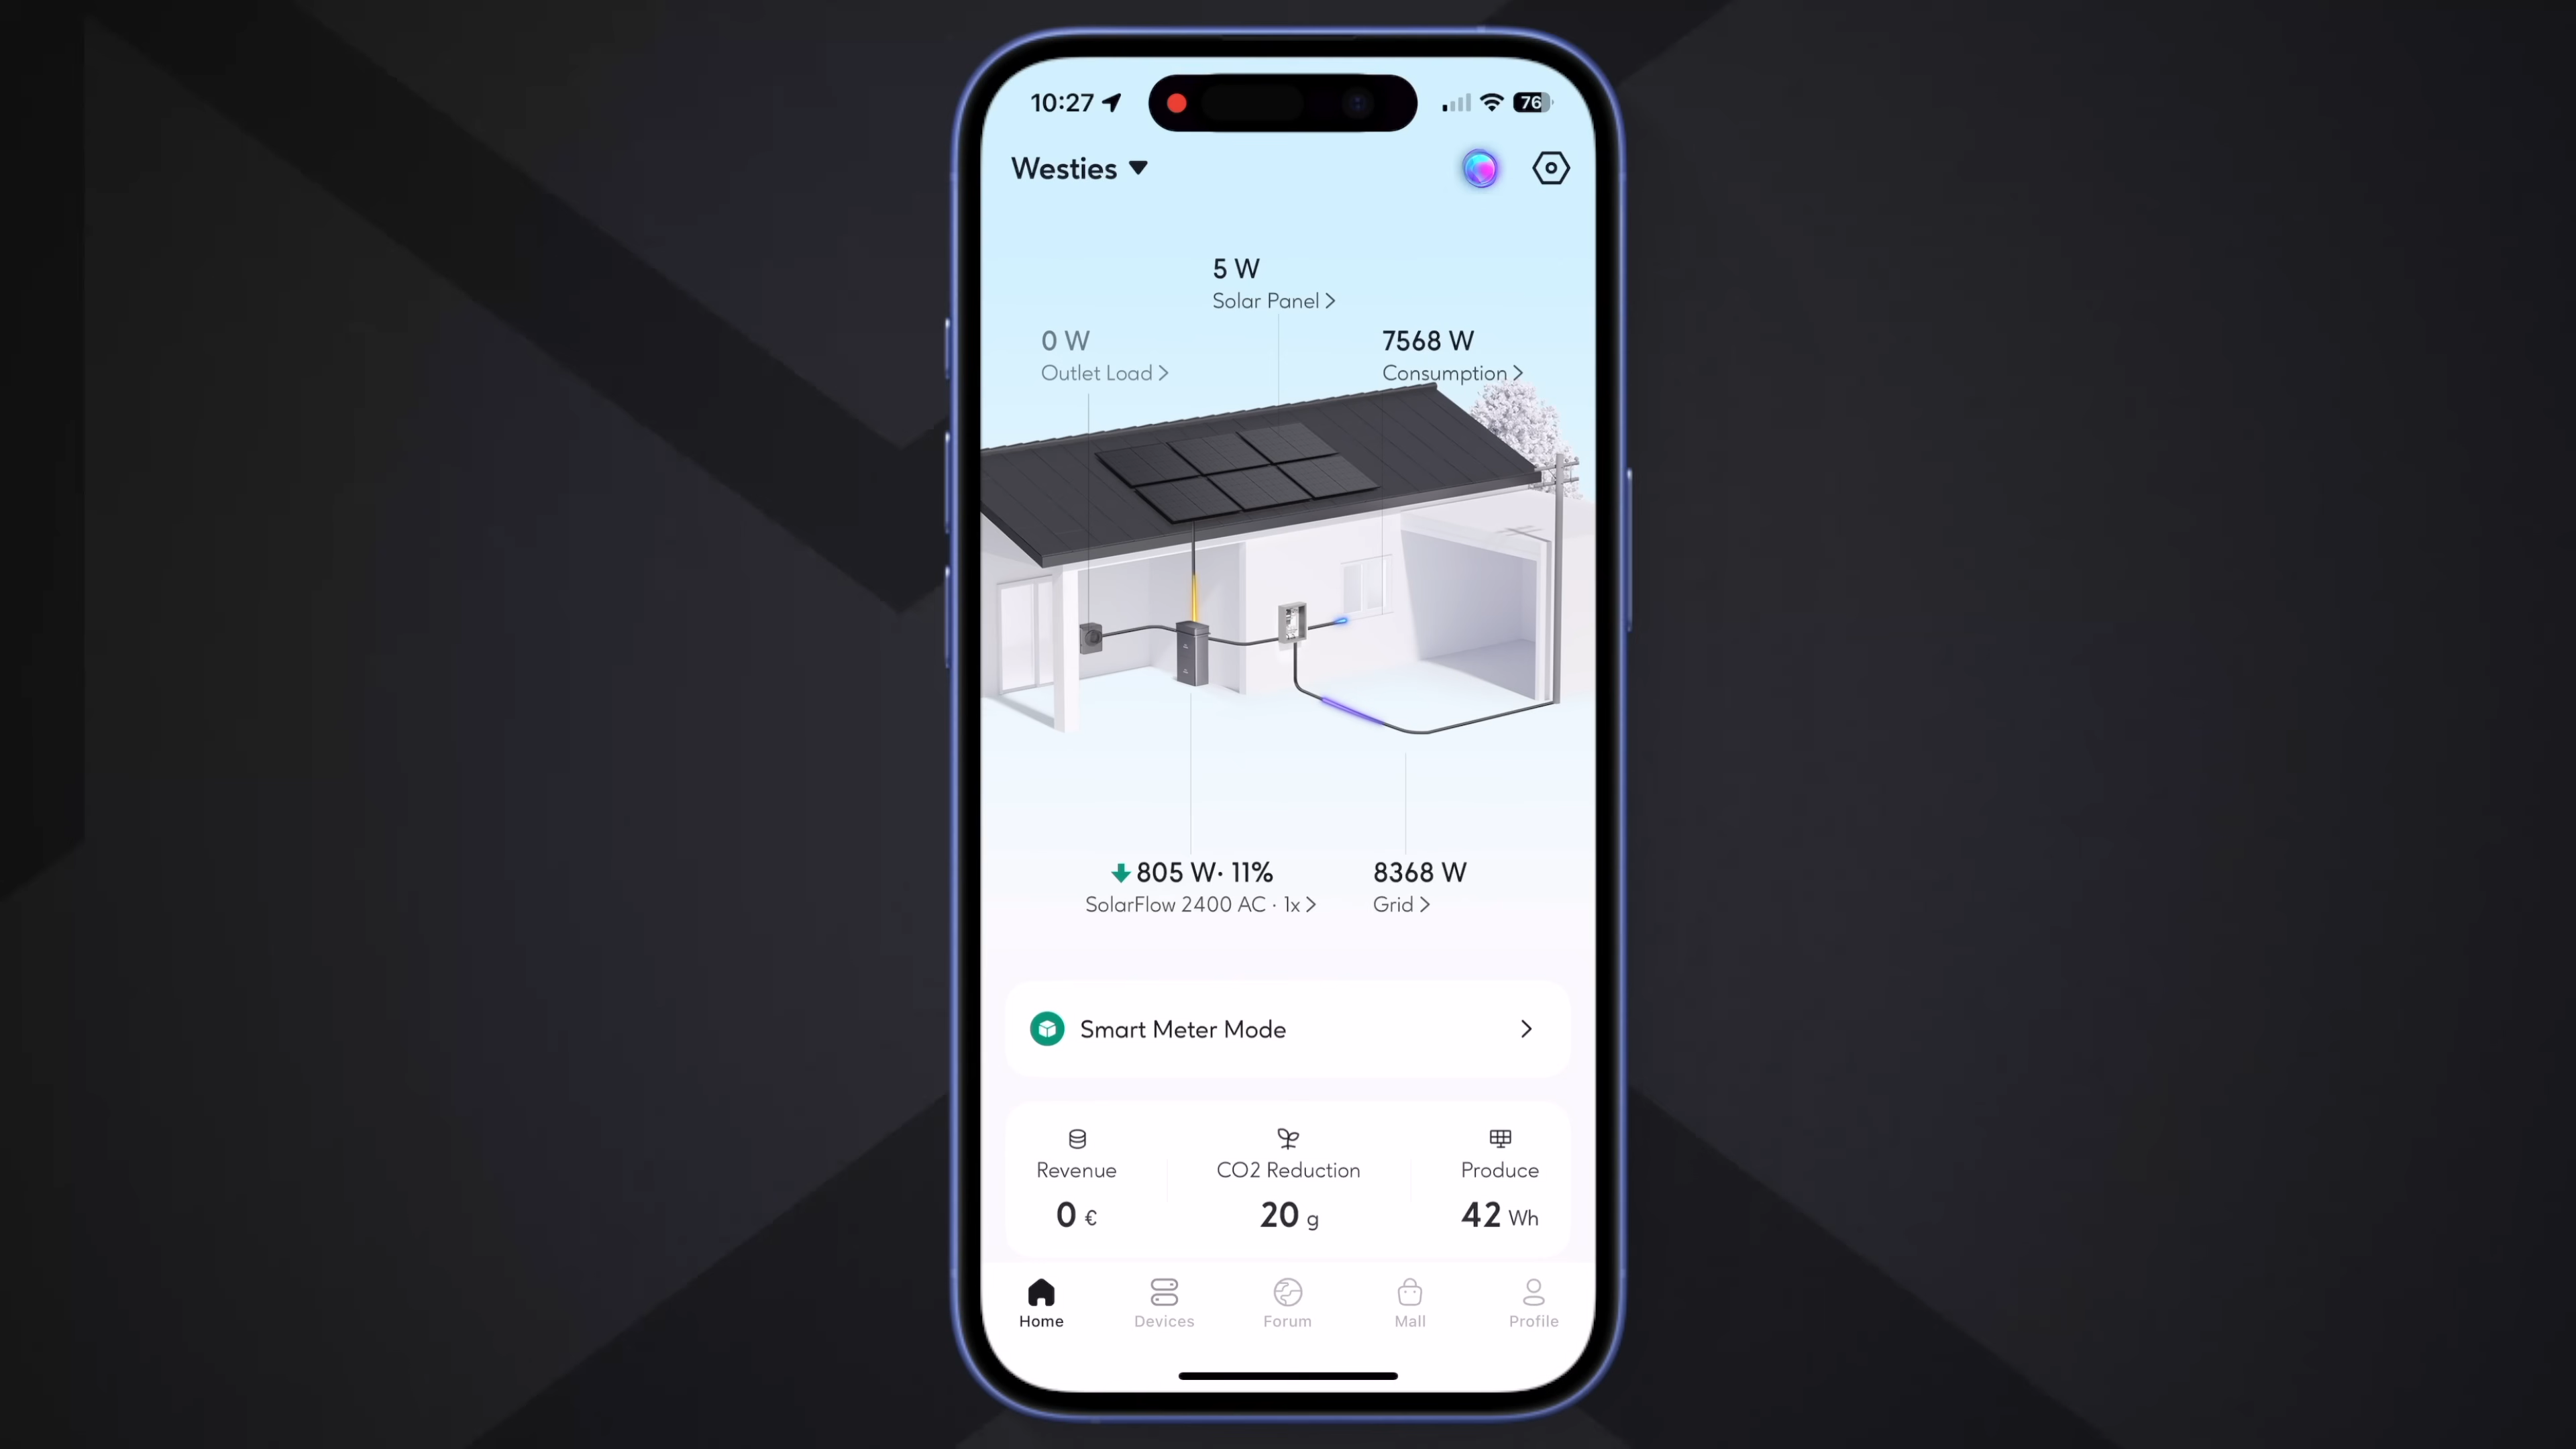 10:27
76
Westies
5 W
Solar Panel
0 W
Outlet Load
7568 W
Consumption
805 W· 11%
SolarFlow 2400 AC · 1x
8368 W
Grid
Smart Meter Mode
Revenue
0 €
CO2 Reduction
20 g
Produce
42 Wh
Home
Devices
Forum
Mall
Profile